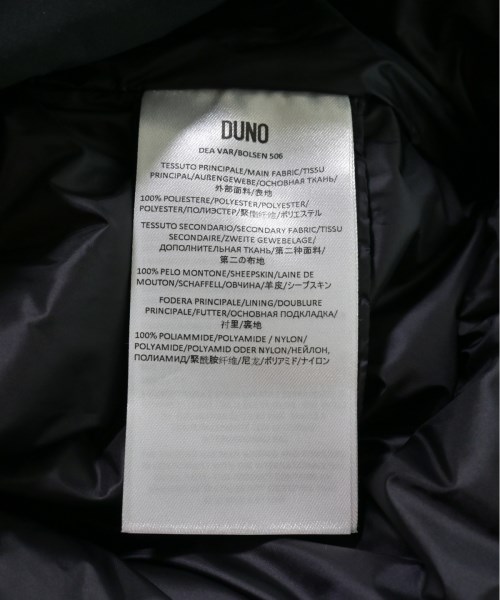 DUNO
DEA VAR/BOLSEN 506
TESSUTO PRINCIPALE/MAIN FABRIC/TISSU
PRINCIPAL/AUßENGEWEBE/ОСНОВНАЯ ТКАНЬ/
外部面料/表地
100% POLIESTERE/POLYESTER/POLYESTER/
POLYESTER/ПОЛИЭСТЕР/聚酯纤维/ポリエステル
TESSUTO SECONDARIO/SECONDARY FABRIC/TISSU
SECONDAIRE/ZWEITE GEWEBELAGE/
ДОПОЛНИТЕЛЬНАЯ ТКАНЬ/第二种面料/
第二の布地
100% PELO MONTONE/SHEEPSKIN/LAINE DE
MOUTON/SCHAFFELL/ОВЧИНА/羊皮/シープスキン
FODERA PRINCIPALE/LINING/DOUBLURE
PRINCIPALE/FUTTER/ОСНОВНАЯ ПОДКЛАДКА/
衬里/裏地
100% POLIAMMIDE/POLYAMIDE / NYLON/
POLYAMIDE/POLYAMID ODER NYLON/НЕЙЛОН,
ПОЛИАМИД/聚酰胺纤维/尼龙/ポリアミド/ナイロン